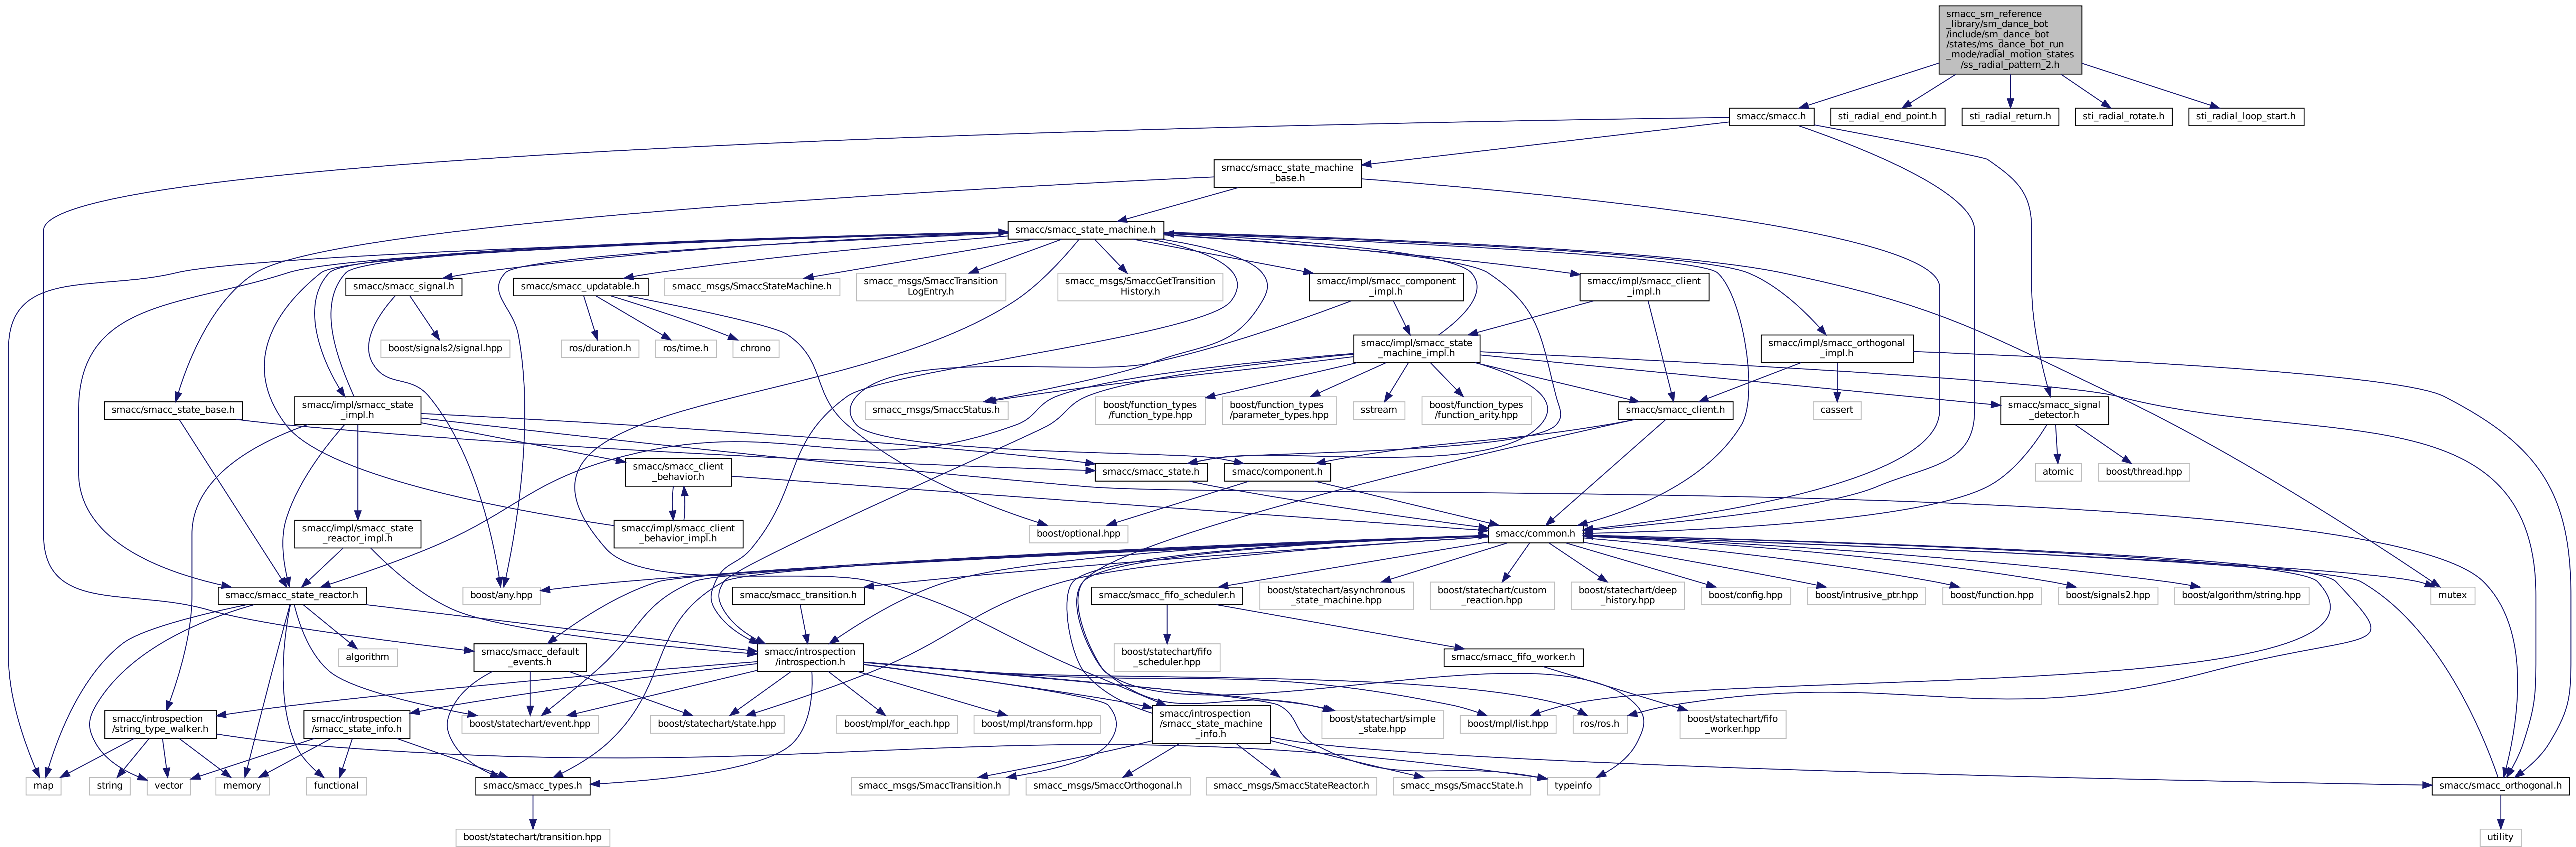 smacc_sm_reference
_library/sm_dance_bot
/include/sm_dance_bot
/states/ms_dance_bot_run
_mode/radial_motion_states
/ss_radial_pattern_2.h
smacc/smacc.h
sti_radial_end_point.h
sti_radial_return.h
sti_radial_rotate.h
sti_radial_loop_start.h
smacc/smacc_state_machine
_base.h
smacc/smacc_state_machine.h
smacc/smacc_signal.h
smacc/smacc_updatable.h
smacc_msgs/SmaccStateMachine.h
smacc_msgs/SmaccTransition
LogEntry.h
smacc_msgs/SmaccGetTransition
History.h
smacc/impl/smacc_component
_impl.h
smacc/impl/smacc_client
_impl.h
boost/signals2/signal.hpp
ros/duration.h
ros/time.h
chrono
smacc/impl/smacc_state
_machine_impl.h
smacc/impl/smacc_orthogonal
_impl.h
smacc/smacc_state_base.h
smacc/impl/smacc_state
_impl.h
smacc_msgs/SmaccStatus.h
boost/function_types
/function_type.hpp
boost/function_types
/parameter_types.hpp
sstream
boost/function_types
/function_arity.hpp
smacc/smacc_client.h
cassert
smacc/smacc_signal
_detector.h
smacc/smacc_client
_behavior.h
smacc/smacc_state.h
smacc/component.h
atomic
boost/thread.hpp
smacc/impl/smacc_state
_reactor_impl.h
smacc/impl/smacc_client
_behavior_impl.h
boost/optional.hpp
smacc/common.h
smacc/smacc_state_reactor.h
boost/any.hpp
smacc/smacc_transition.h
smacc/smacc_fifo_scheduler.h
boost/statechart/asynchronous
_state_machine.hpp
boost/statechart/custom
_reaction.hpp
boost/statechart/deep
_history.hpp
boost/config.hpp
boost/intrusive_ptr.hpp
boost/function.hpp
boost/signals2.hpp
boost/algorithm/string.hpp
mutex
algorithm
smacc/smacc_default
_events.h
smacc/introspection
/introspection.h
boost/statechart/fifo
_scheduler.hpp
smacc/smacc_fifo_worker.h
smacc/introspection
/string_type_walker.h
smacc/introspection
/smacc_state_info.h
boost/statechart/event.hpp
boost/statechart/state.hpp
boost/mpl/for_each.hpp
boost/mpl/transform.hpp
smacc/introspection
/smacc_state_machine
_info.h
boost/statechart/simple
_state.hpp
boost/mpl/list.hpp
ros/ros.h
boost/statechart/fifo
_worker.hpp
map
string
vector
memory
functional
smacc/smacc_types.h
smacc_msgs/SmaccTransition.h
smacc_msgs/SmaccOrthogonal.h
smacc_msgs/SmaccStateReactor.h
smacc_msgs/SmaccState.h
typeinfo
smacc/smacc_orthogonal.h
boost/statechart/transition.hpp
utility